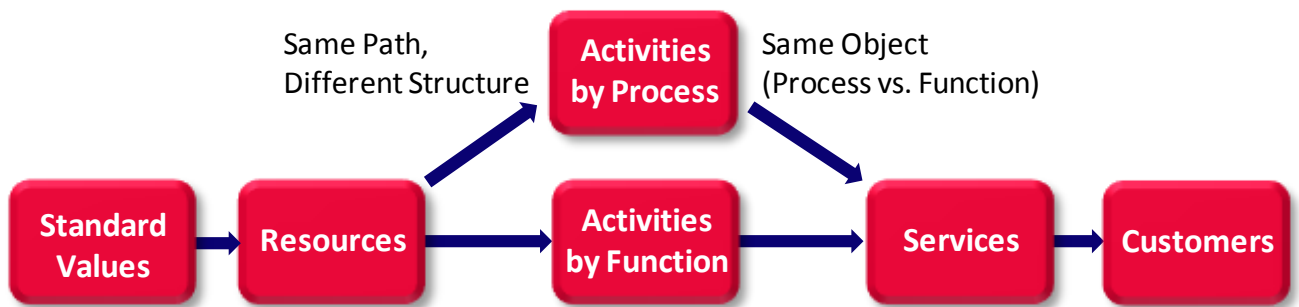 Same Path,
Different Structure
Activities
by Process
Same Object
(Process vs. Function)
Standard
Values
Resources
Activities
by Function
Services
Customers